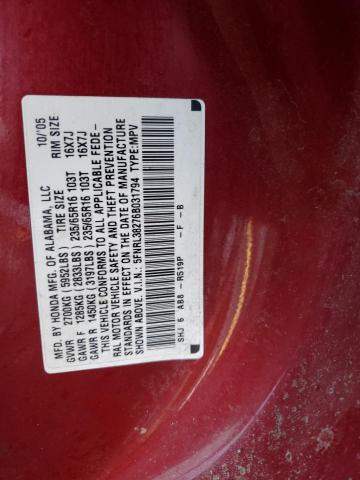 MFD. BY HONDA MFG. OF ALABAMA, LLC 10/'05
TIRE SIZE RIM SIZE
GVWR 2700KG (5952LBS)
GAWR F 1285KG (2833LBS) 235/65R16 103T 16X7J
GAWR R 1450KG (3197LBS) 235/65R16 103T 16X7J
THIS VEHICLE CONFORMS TO ALL APPLICABLE FEDE-
RAL MOTOR VEHICLE SAFETY AND THEFT PREVENTION
STANDARDS IN EFFECT ON THE DATE OF MANUFACTURE
SHOWN ABOVE. V.I.N.: 5FNRL38276B031794 TYPE:MPV
SHJ 6 AB8 - R519P - F - B